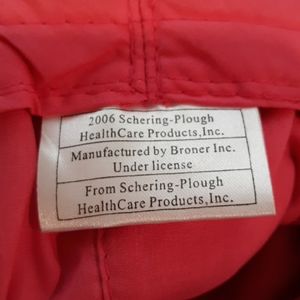 2006 Schering-Plough
HealthCare Products,Inc.
Manufactured by Broner Inc.
Under license
From Schering-Plough
HealthCare Products, Inc.